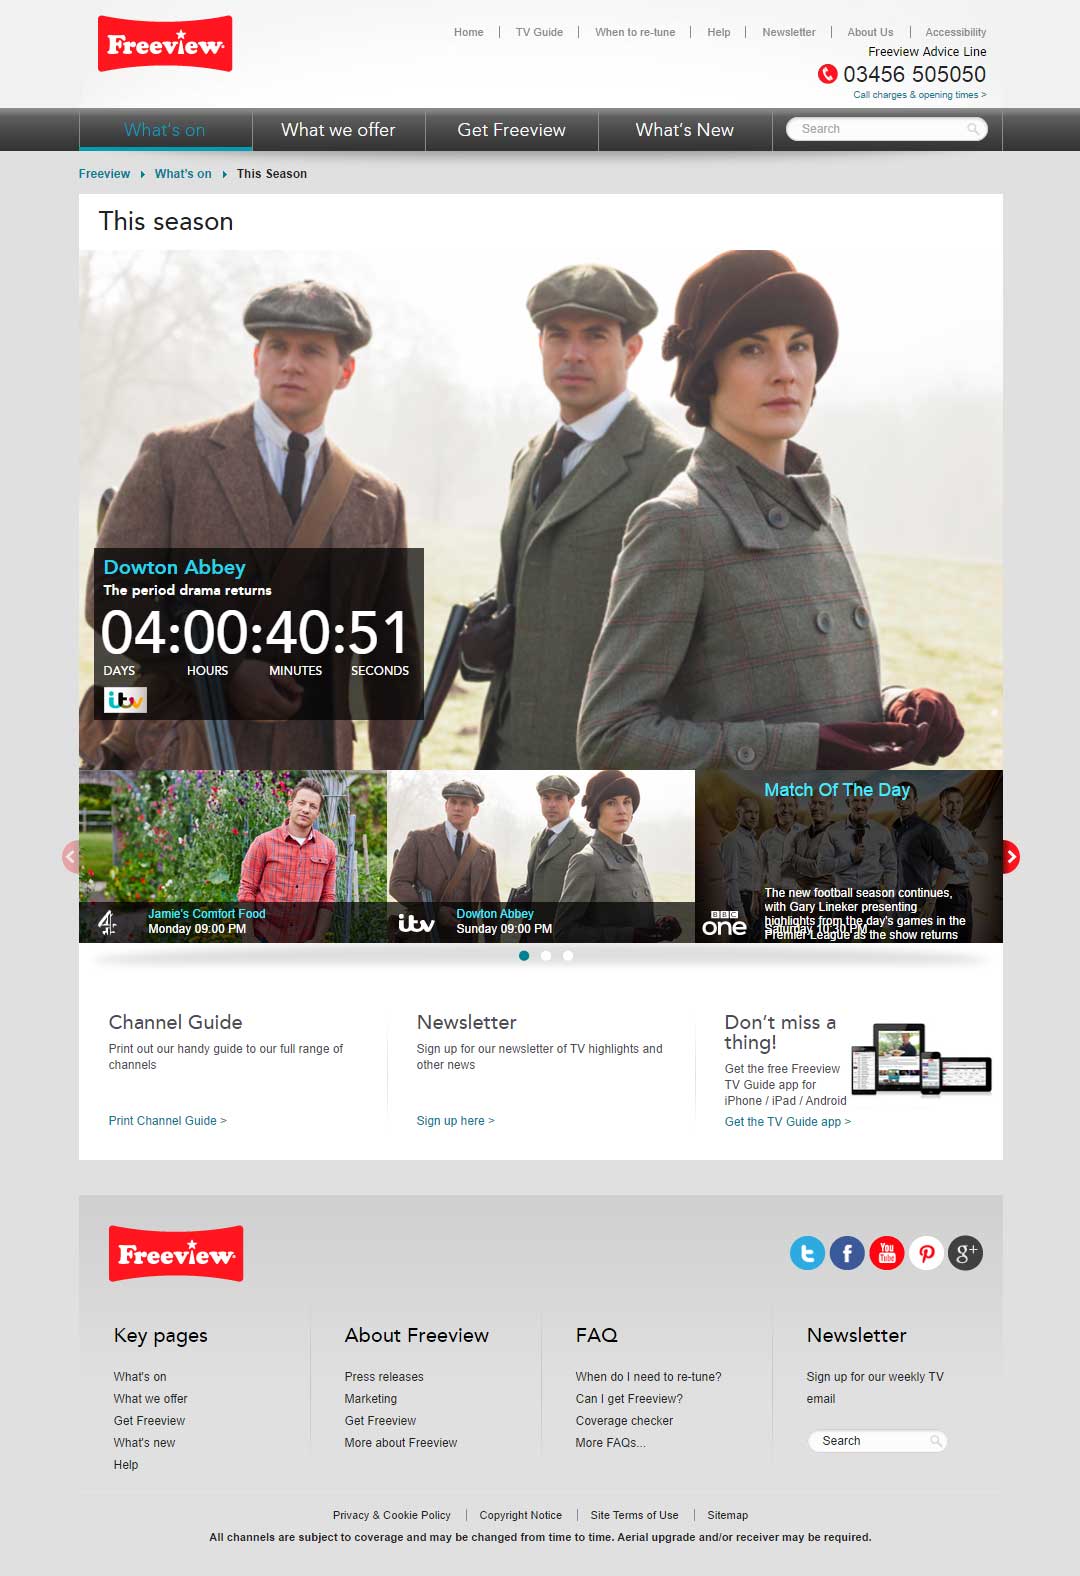 Freeview
Home
TV Guide
When to re-tune
Help
Newsletter
About Us
Accessibility
Freeview Advice Line
03456 505050
Call charges & opening times >
What's on
What we offer
Get Freeview
What's New
Search
Freeview
What's on
This Season
This season
Dowton Abbey
The period drama returns
04:00:40:51
DAYS HOURS MINUTES SECONDS
itv
4
Jamie's Comfort Food
Monday 09:00 PM
itv
Dowton Abbey
Sunday 09:00 PM
Match Of The Day
BBC
one
The new football season continues,
with Gary Lineker presenting
highlights from the day's games in the
Saturday 10:30 PM
Premier League as the show returns
Channel Guide
Print out our handy guide to our full range of
channels
Print Channel Guide >
Newsletter
Sign up for our newsletter of TV highlights and
other news
Sign up here >
Don't miss a
thing!
Get the free Freeview
TV Guide app for
iPhone / iPad / Android
Get the TV Guide app >
Freeview
t
f
You
Tube
p
g+
Key pages
What's on
What we offer
Get Freeview
What's new
Help
About Freeview
Press releases
Marketing
Get Freeview
More about Freeview
FAQ
When do I need to re-tune?
Can I get Freeview?
Coverage checker
More FAQs...
Newsletter
Sign up for our weekly TV
email
Search
Privacy & Cookie Policy
Copyright Notice
Site Terms of Use
Sitemap
All channels are subject to coverage and may be changed from time to time. Aerial upgrade and/or receiver may be required.